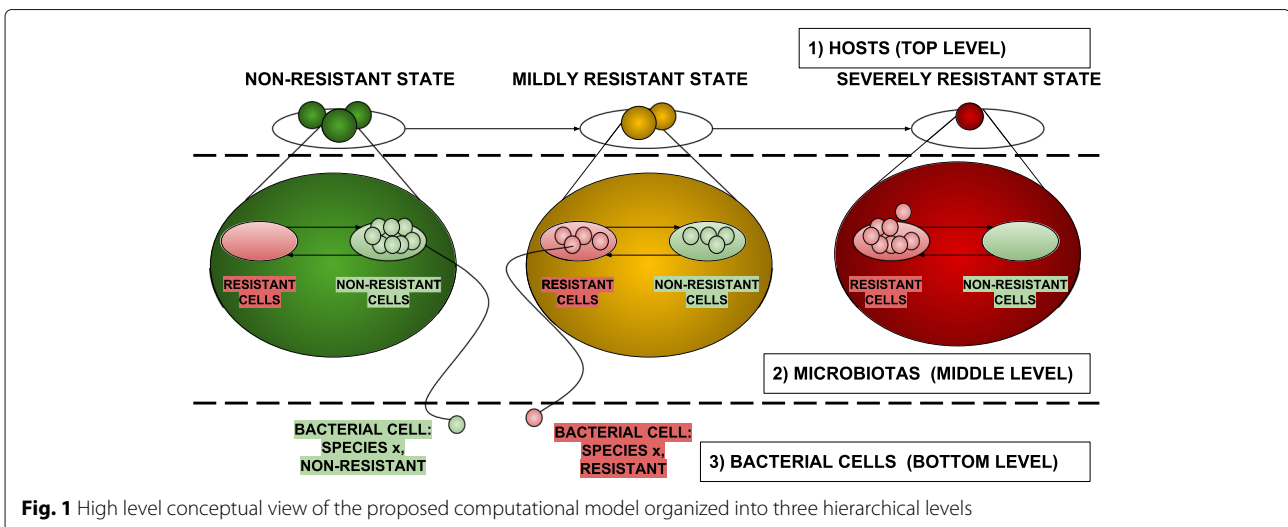 1) HOSTS (TOP LEVEL)
NON-RESISTANT STATE
MILDLY RESISTANT STATE
SEVERELY RESISTANT STATE
RESISTANT
CELLS
NON-RESISTANT
CELLS
RESISTANT
CELLS
NON-RESISTANT
CELLS
RESISTANT
CELLS
NON-RESISTANT
CELLS
2) MICROBIOTAS (MIDDLE LEVEL)
BACTERIAL CELL:
SPECIES x,
NON-RESISTANT
BACTERIAL CELL:
SPECIES x,
RESISTANT
3) BACTERIAL CELLS (BOTTOM LEVEL)
Fig. 1 High level conceptual view of the proposed computational model organized into three hierarchical levels